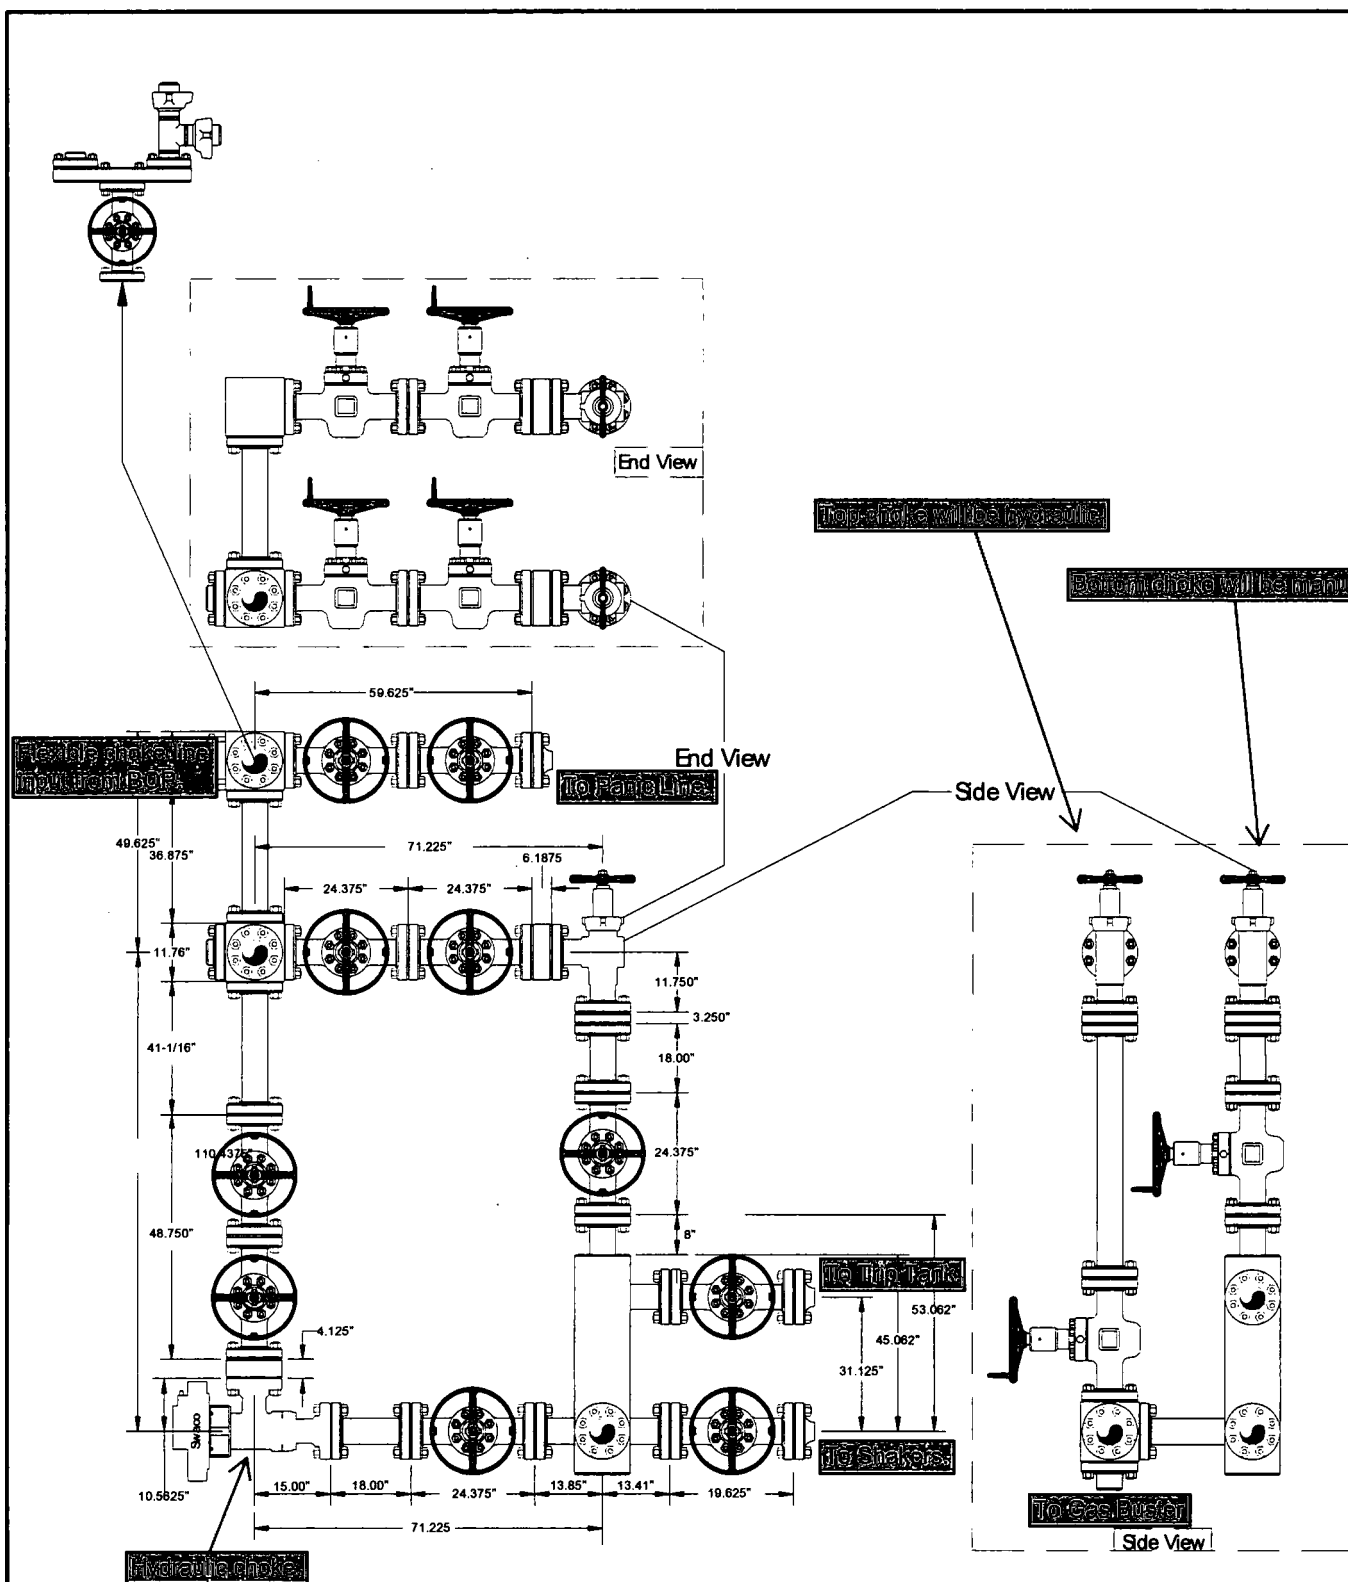 End View
Top choke will be hydraulic.
Bottom choke will be manu
59.625"
Flexible choke line
input from BOP.
End View
To Panic Line.
Side View
49.625"
36.875"
71.225"
6.1875
24.375"
24.375"
11.76"
11.750"
3.250"
41-1/16"
18.00"
110.4375"
24.375"
48.750"
8"
To Trip Tank.
53.062"
4.125"
45.062"
31.125"
Swaco
To Shakers.
10.5625"
15.00"
18.00"
24.375"
13.85"
13.41"
19.625"
71.225
To Gas Buster
Side View
Hydraulic choke.